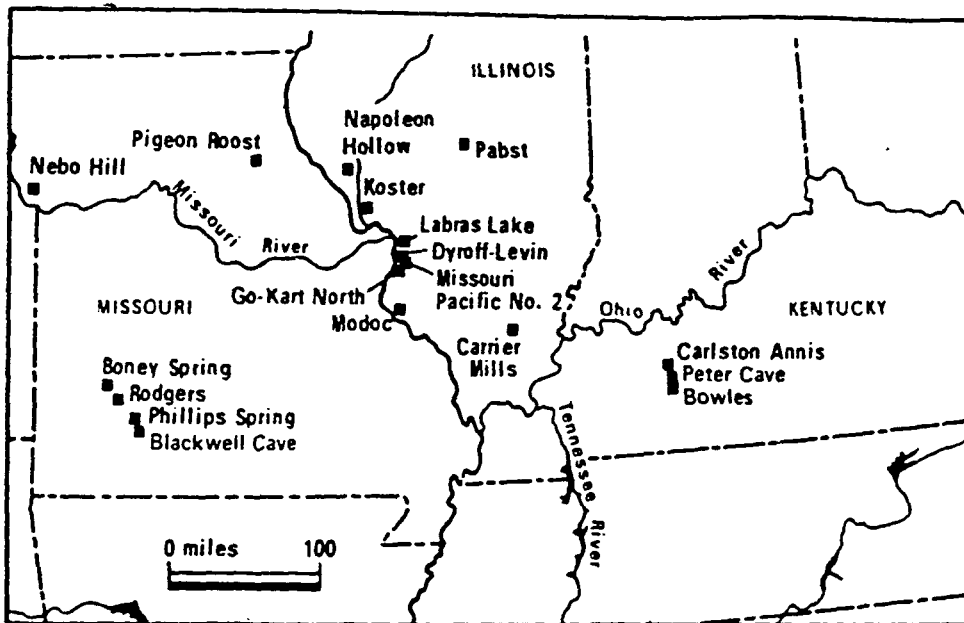 ILLINOIS
Napoleon
Hollow
Pigeon Roost
Pabst
Nebo Hill
Koster
Missouri
River
Labras Lake
Dyroff-Levin
Missouri
Pacific No. 2
Go-Kart North
MISSOURI
Modoc
Ohio
River
KENTUCKY
Carrier
Mills
Carlston Annis
Peter Cave
Bowles
Boney Spring
Rodgers
Phillips Spring
Blackwell Cave
Tennessee
River
0 miles 100